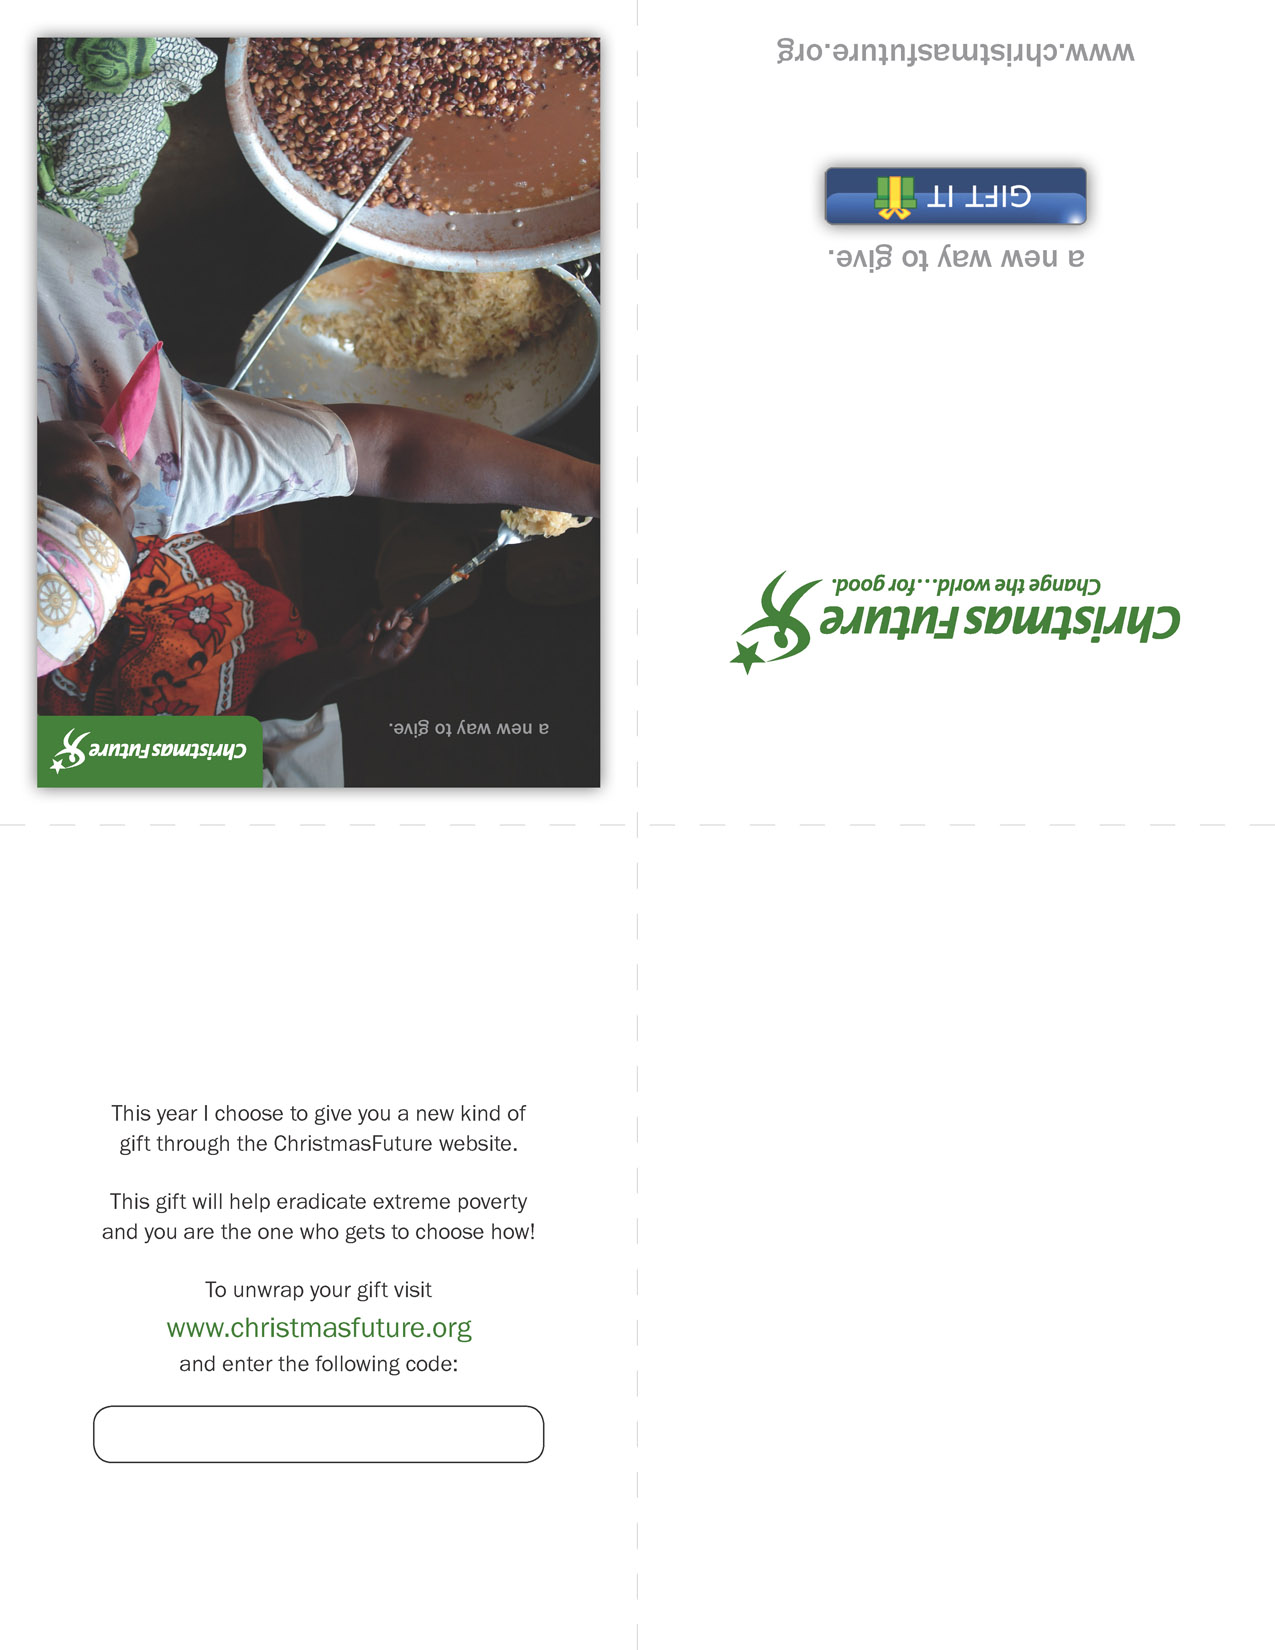 www.christmasfuture.org
GIFT IT
a new way to give.
Change the world...for good.
ChristmasFuture
a new way to give.
ChristmasFuture
This year I choose to give you a new kind of
gift through the ChristmasFuture website.
This gift will help eradicate extreme poverty
and you are the one who gets to choose how!
To unwrap your gift visit
www.christmasfuture.org
and enter the following code: